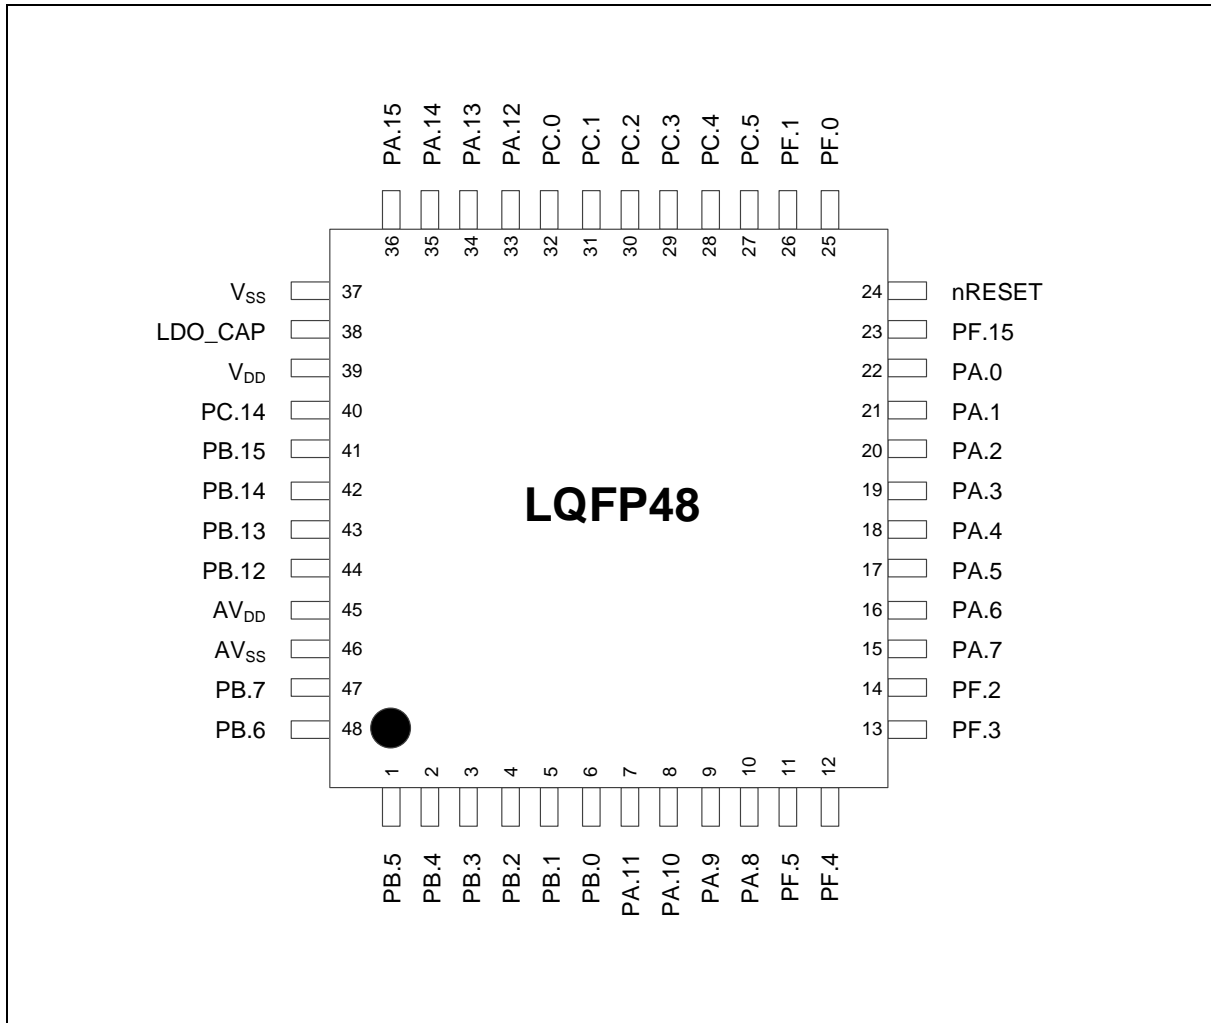 PA.15 PA.14 PA.13 PA.12 PC.0 PC.1 PC.2 PC.3 PC.4 PC.5 PF.1 PF.0
36 35 34 33 32 31 30 29 28 27 26 25
VSS 37 24 nRESET
LDO_CAP 38 23 PF.15
VDD 39 22 PA.0
PC.14 40 21 PA.1
PB.15 41 20 PA.2
PB.14 42 19 PA.3
LQFP48
PB.13 43 18 PA.4
PB.12 44 17 PA.5
AVDD 45 16 PA.6
AVSS 46 15 PA.7
PB.7 47 14 PF.2
PB.6 48 13 PF.3
1 2 3 4 5 6 7 8 9 10 11 12
PB.5 PB.4 PB.3 PB.2 PB.1 PB.0 PA.11 PA.10 PA.9 PA.8 PF.5 PF.4